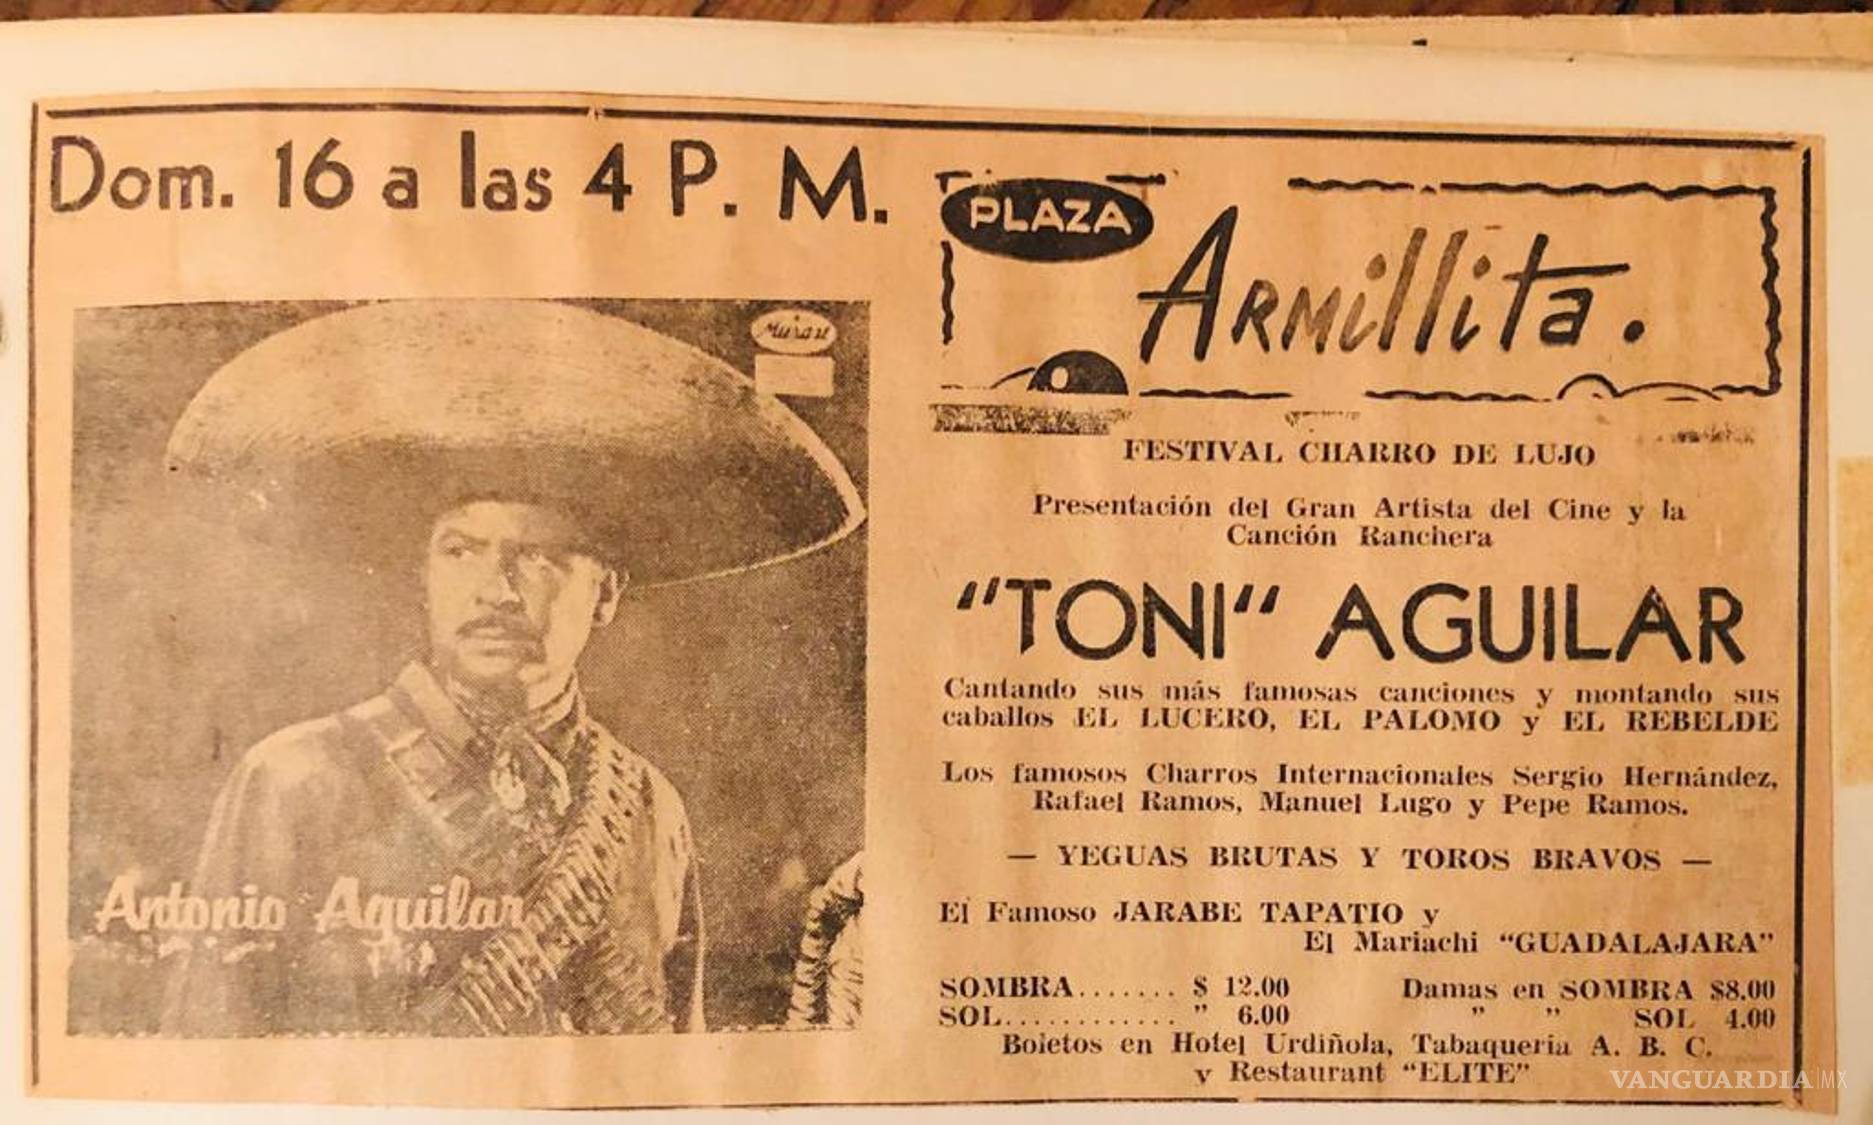 Dom. 16 a las 4 P. M.
PLAZA
ARMillita.
Musart
Antonio Aguilar
FESTIVAL CHARRO DE LUJO
Presentación del Gran Artista del Cine y la
Canción Ranchera
"TONI" AGUILAR
Cantando sus más famosas canciones y montando sus
caballos EL LUCERO, EL PALOMO y EL REBELDE
Los famosos Charros Internacionales Sergio Hernández,
Rafael Ramos, Manuel Lugo y Pepe Ramos.
— YEGUAS BRUTAS Y TOROS BRAVOS —
El Famoso JARABE TAPATIO y
El Mariachi "GUADALAJARA"
SOMBRA....... $ 12.00 Damas en SOMBRA $8.00
SOL............ " 6.00 " " SOL 4.00
Boletos en Hotel Urdiñola, Tabaqueria A. B. C.
y Restaurant "ELITE"
VANGUARDIA|MX